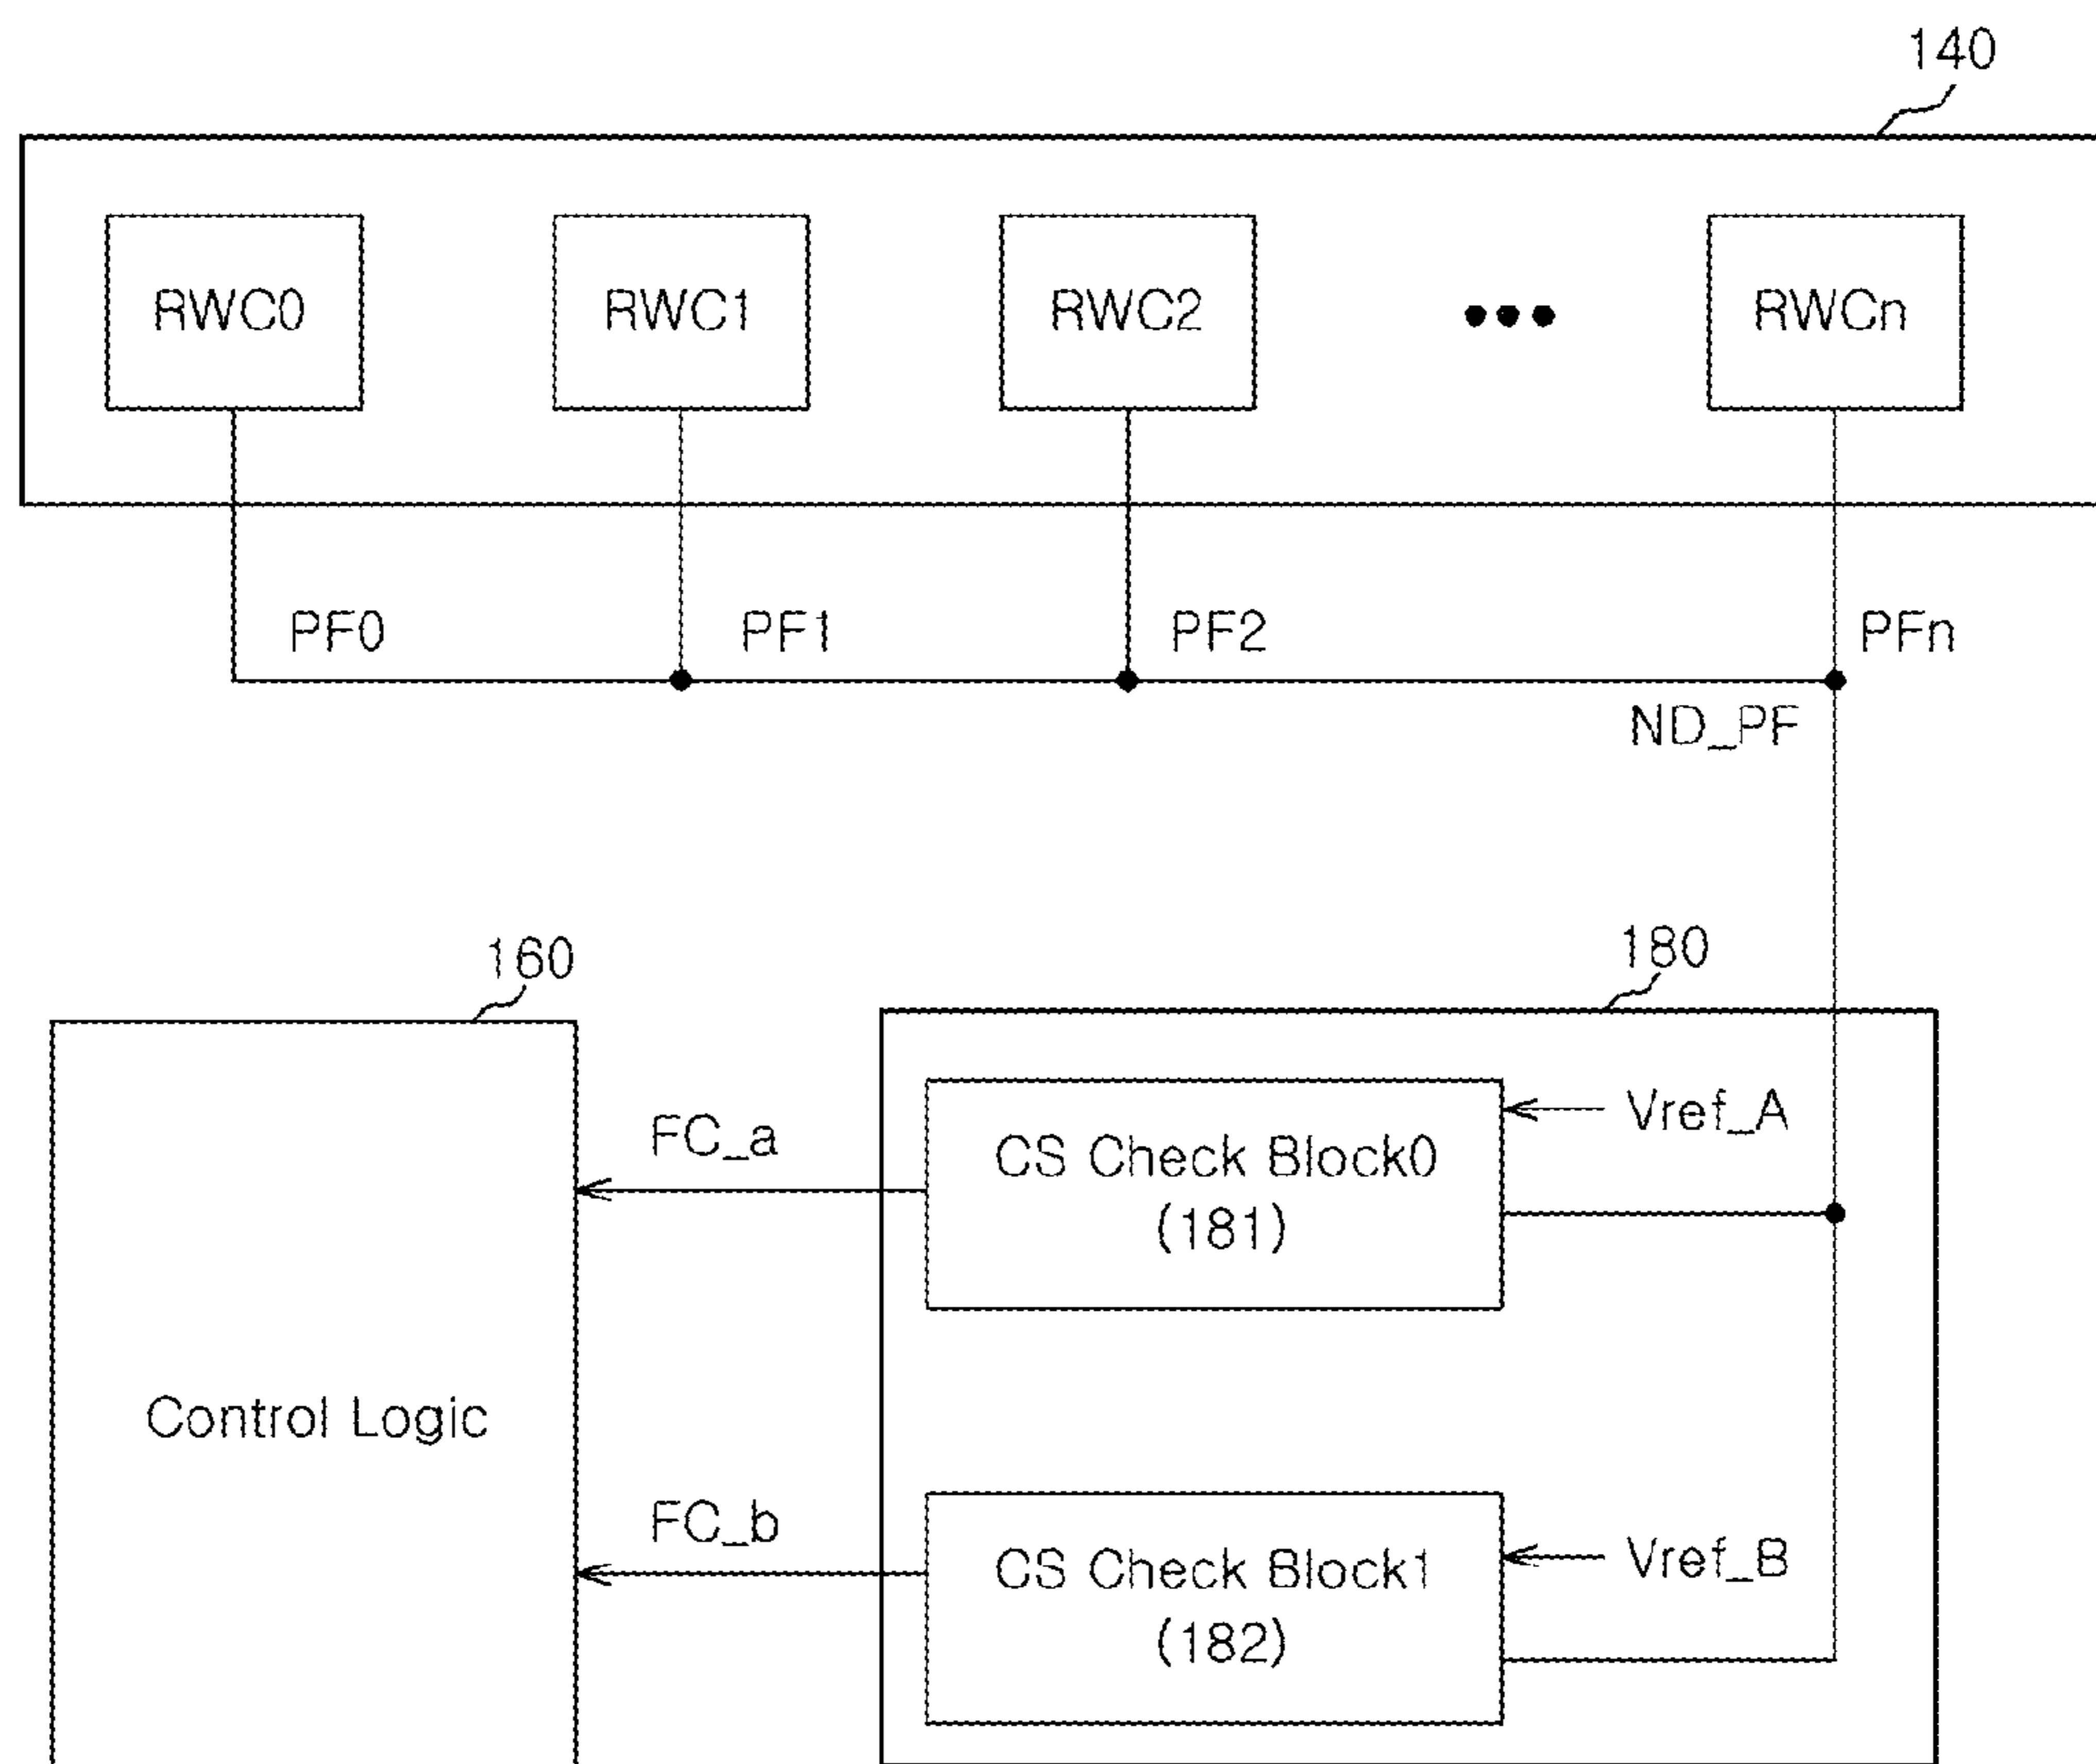 140
RWC0
RWC1
RWC2
RWCn
PF0
PF1
PF2
PFn
ND_PF
160
180
FC_a
CS Check Block0
(181)
Vref_A
Control Logic
FC_b
CS Check Block1
(182)
Vref_B